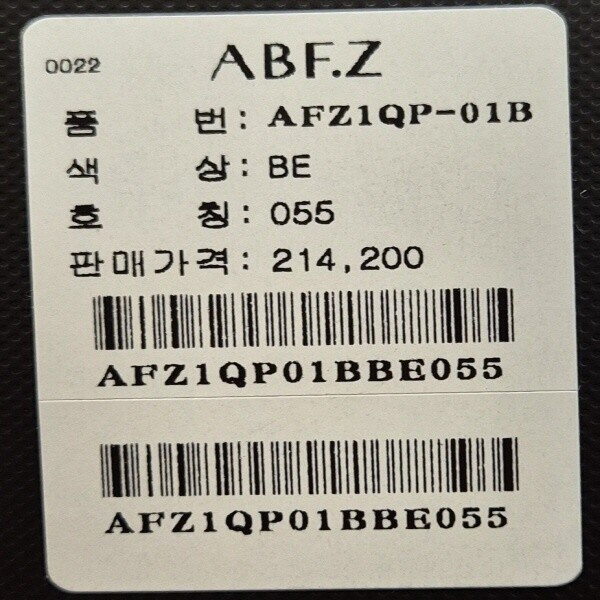 0022 ABF.Z
품 번: AFZ1QP-01B
색 상: BE
호 칭: 055
판매가격: 214,200
AFZ1QP01BBE055
AFZ1QP01BBE055